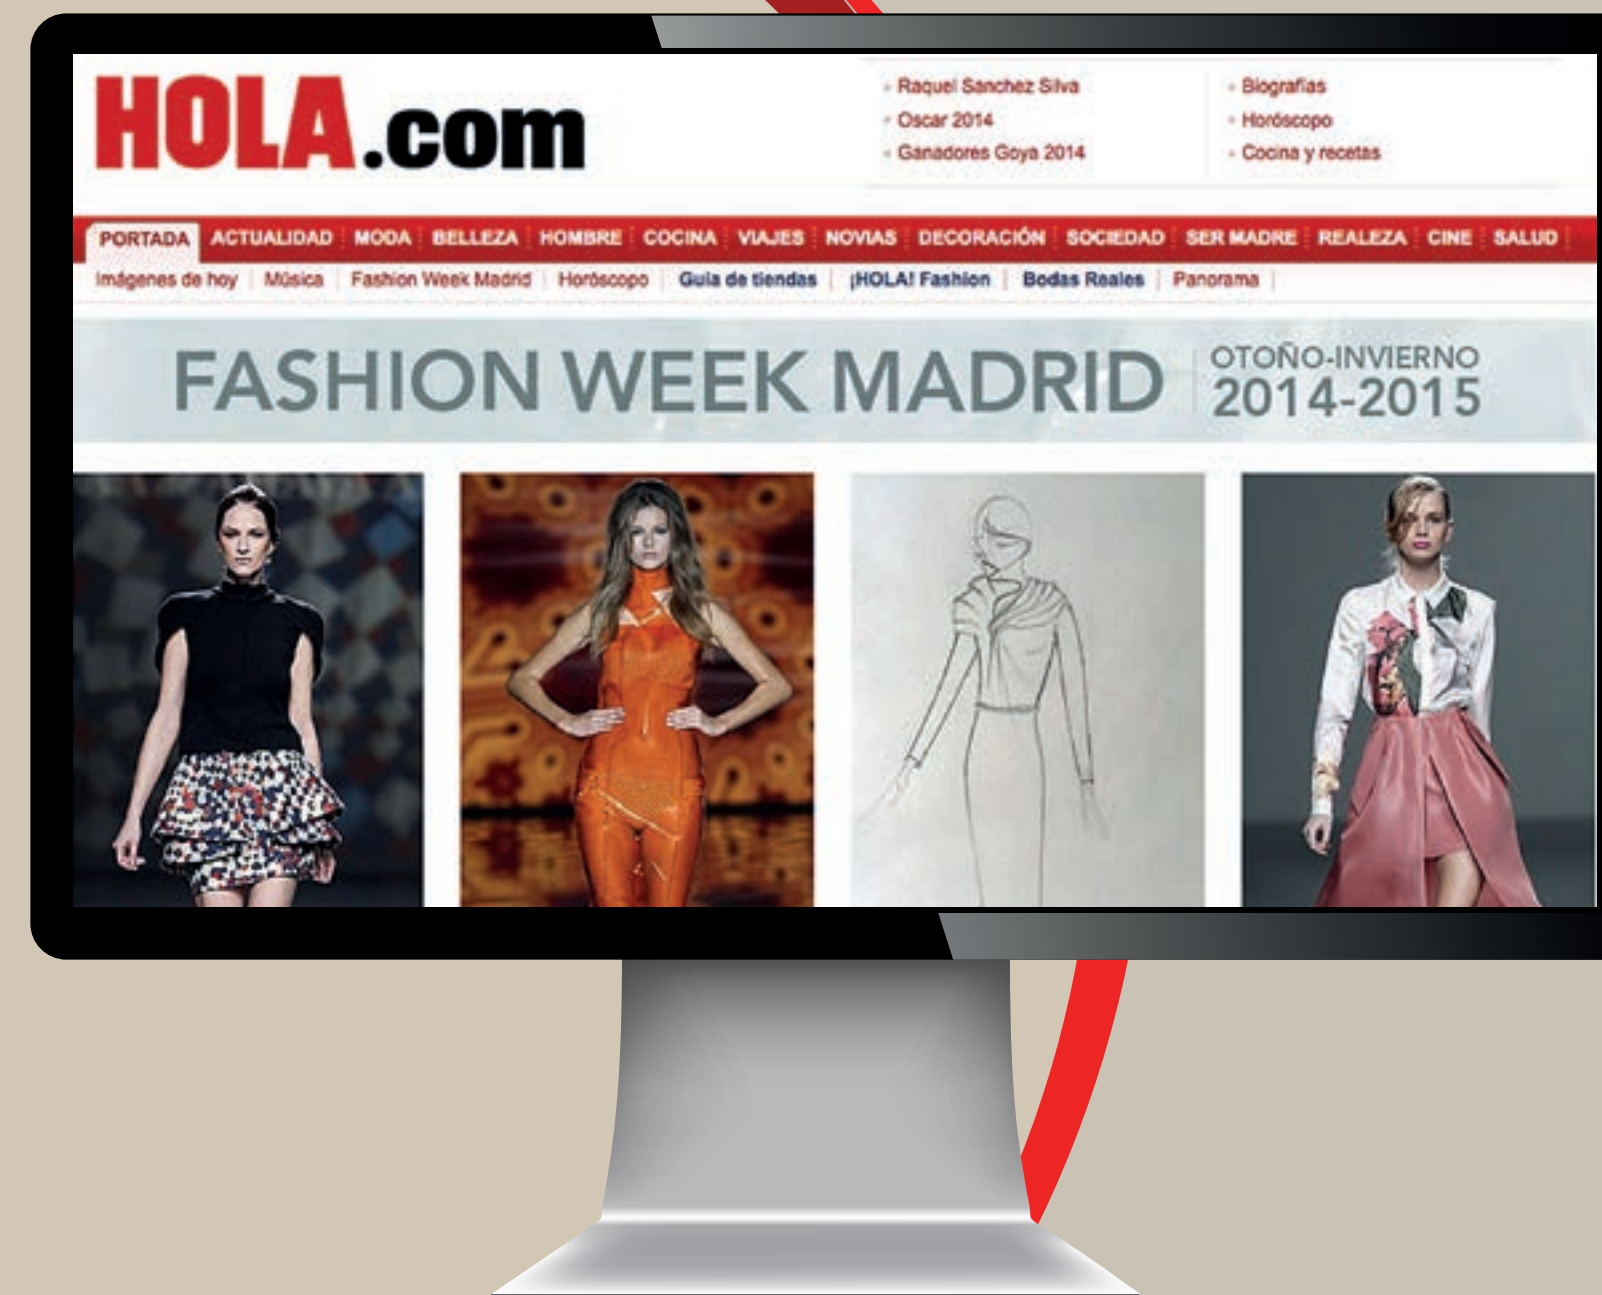 HOLA.com
Raquel Sanchez Silva
Oscar 2014
Ganadores Goya 2014
Biografías
Horóscopo
Cocina y recetas
PORTADA ACTUALIDAD MODA BELLEZA HOMBRE COCINA VIAJES NOVIAS DECORACIÓN SOCIEDAD SER MADRE REALEZA CINE SALUD
Imágenes de hoy Música Fashion Week Madrid Horóscopo Guía de tiendas ¡HOLA! Fashion Bodas Reales Panorama
FASHION WEEK MADRID
OTOÑO-INVIERNO
2014-2015